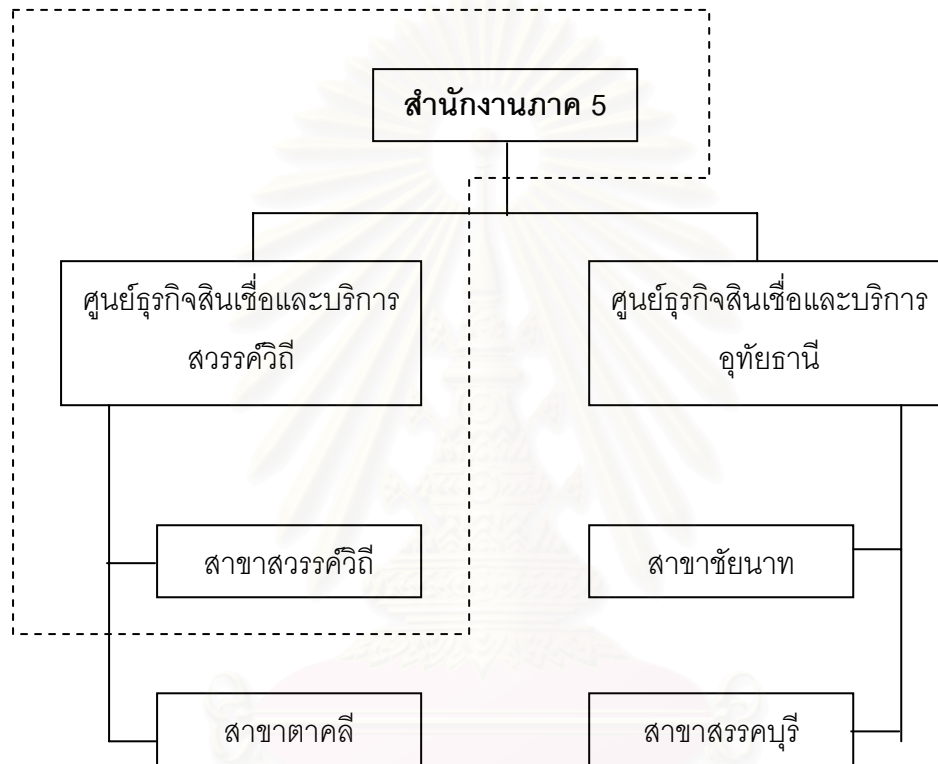 สำนักงานภาค 5
ศูนย์ธุรกิจสินเชื่อและบริการ
สวรรค์วิถี
ศูนย์ธุรกิจสินเชื่อและบริการ
อุทัยธานี
สาขาสวรรค์วิถี
สาขาชัยนาท
สาขาตาคลี
สาขาสรรคบุรี